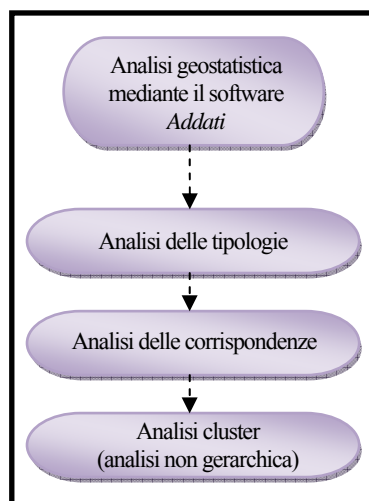 Analisi geostatistica
mediante il software
Addati
Analisi delle tipologie
Analisi delle corrispondenze
Analisi cluster
(analisi non gerarchica)